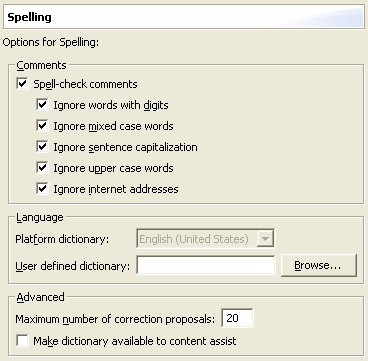 Spelling
Options for Spelling:
Comments
Spell-check comments
Ignore words with digits
Ignore mixed case words
Ignore sentence capitalization
Ignore upper case words
Ignore internet addresses
Language
Platform dictionary: English (United States)
User defined dictionary: Browse...
Advanced
Maximum number of correction proposals: 20
Make dictionary available to content assist